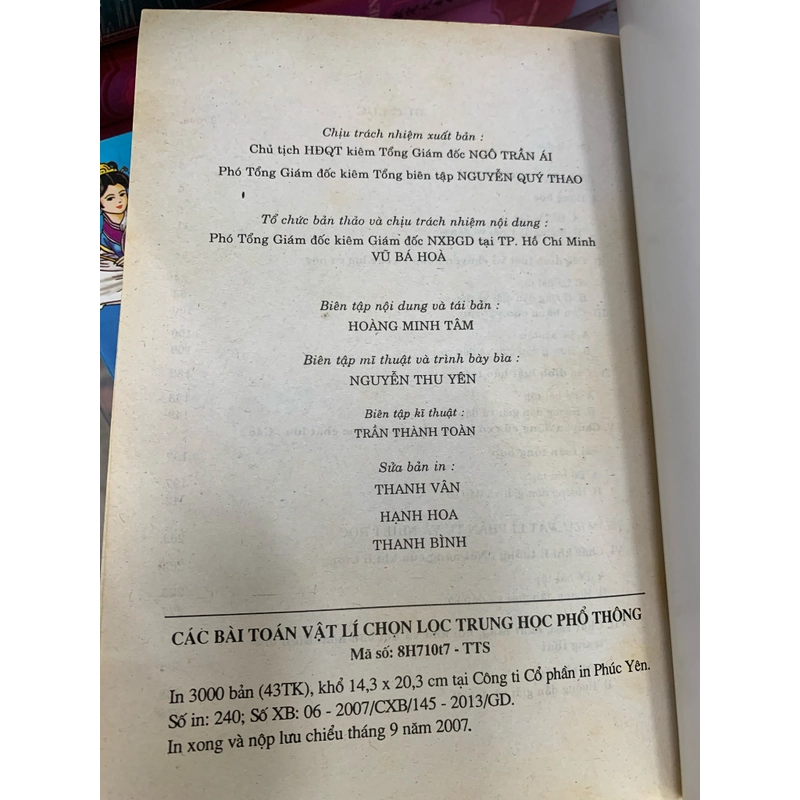 Chịu trách nhiệm xuất bản :
Chủ tịch HĐQT kiêm Tổng Giám đốc NGÔ TRẦN ÁI
Phó Tổng Giám đốc kiêm Tổng biên tập NGUYỄN QUÝ THAO
Tổ chức bản thảo và chịu trách nhiệm nội dung :
Phó Tổng Giám đốc kiêm Giám đốc NXBGD tại TP. Hồ Chí Minh
VŨ BÁ HOÀ
Biên tập nội dung và tái bản :
HOÀNG MINH TÂM
Biên tập mĩ thuật và trình bày bìa :
NGUYỄN THU YÊN
Biên tập kĩ thuật :
TRẦN THÀNH TOÀN
Sửa bản in :
THANH VÂN
HẠNH HOA
THANH BÌNH
CÁC BÀI TOÁN VẬT LÍ CHỌN LỌC TRUNG HỌC PHỔ THÔNG
Mã số: 8H710t7 - TTS
In 3000 bản (43TK), khổ 14,3 x 20,3 cm tại Công ti Cổ phần in Phúc Yên.
Số in: 240; Số XB: 06 - 2007/CXB/145 - 2013/GD.
In xong và nộp lưu chiểu tháng 9 năm 2007.